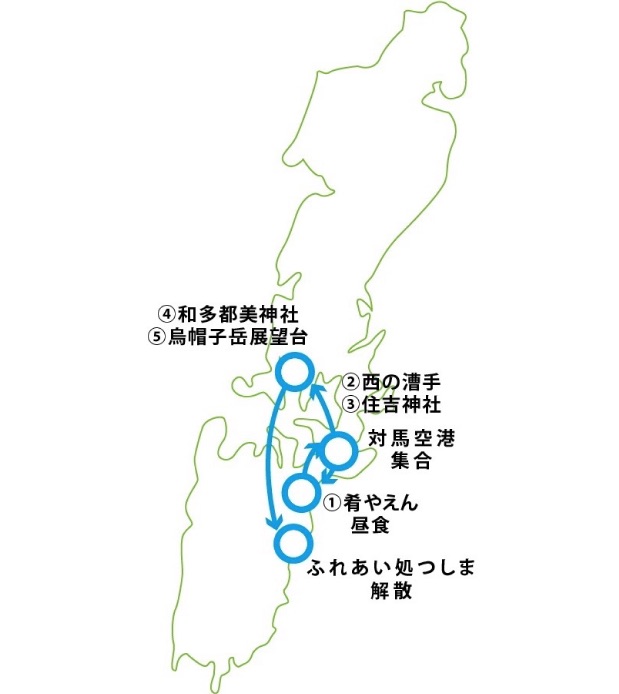 ④和多都美神社
⑤烏帽子岳展望台
②西の漕手
③住吉神社
対馬空港
集合
①肴やえん
昼食
ふれあい処つしま
解散